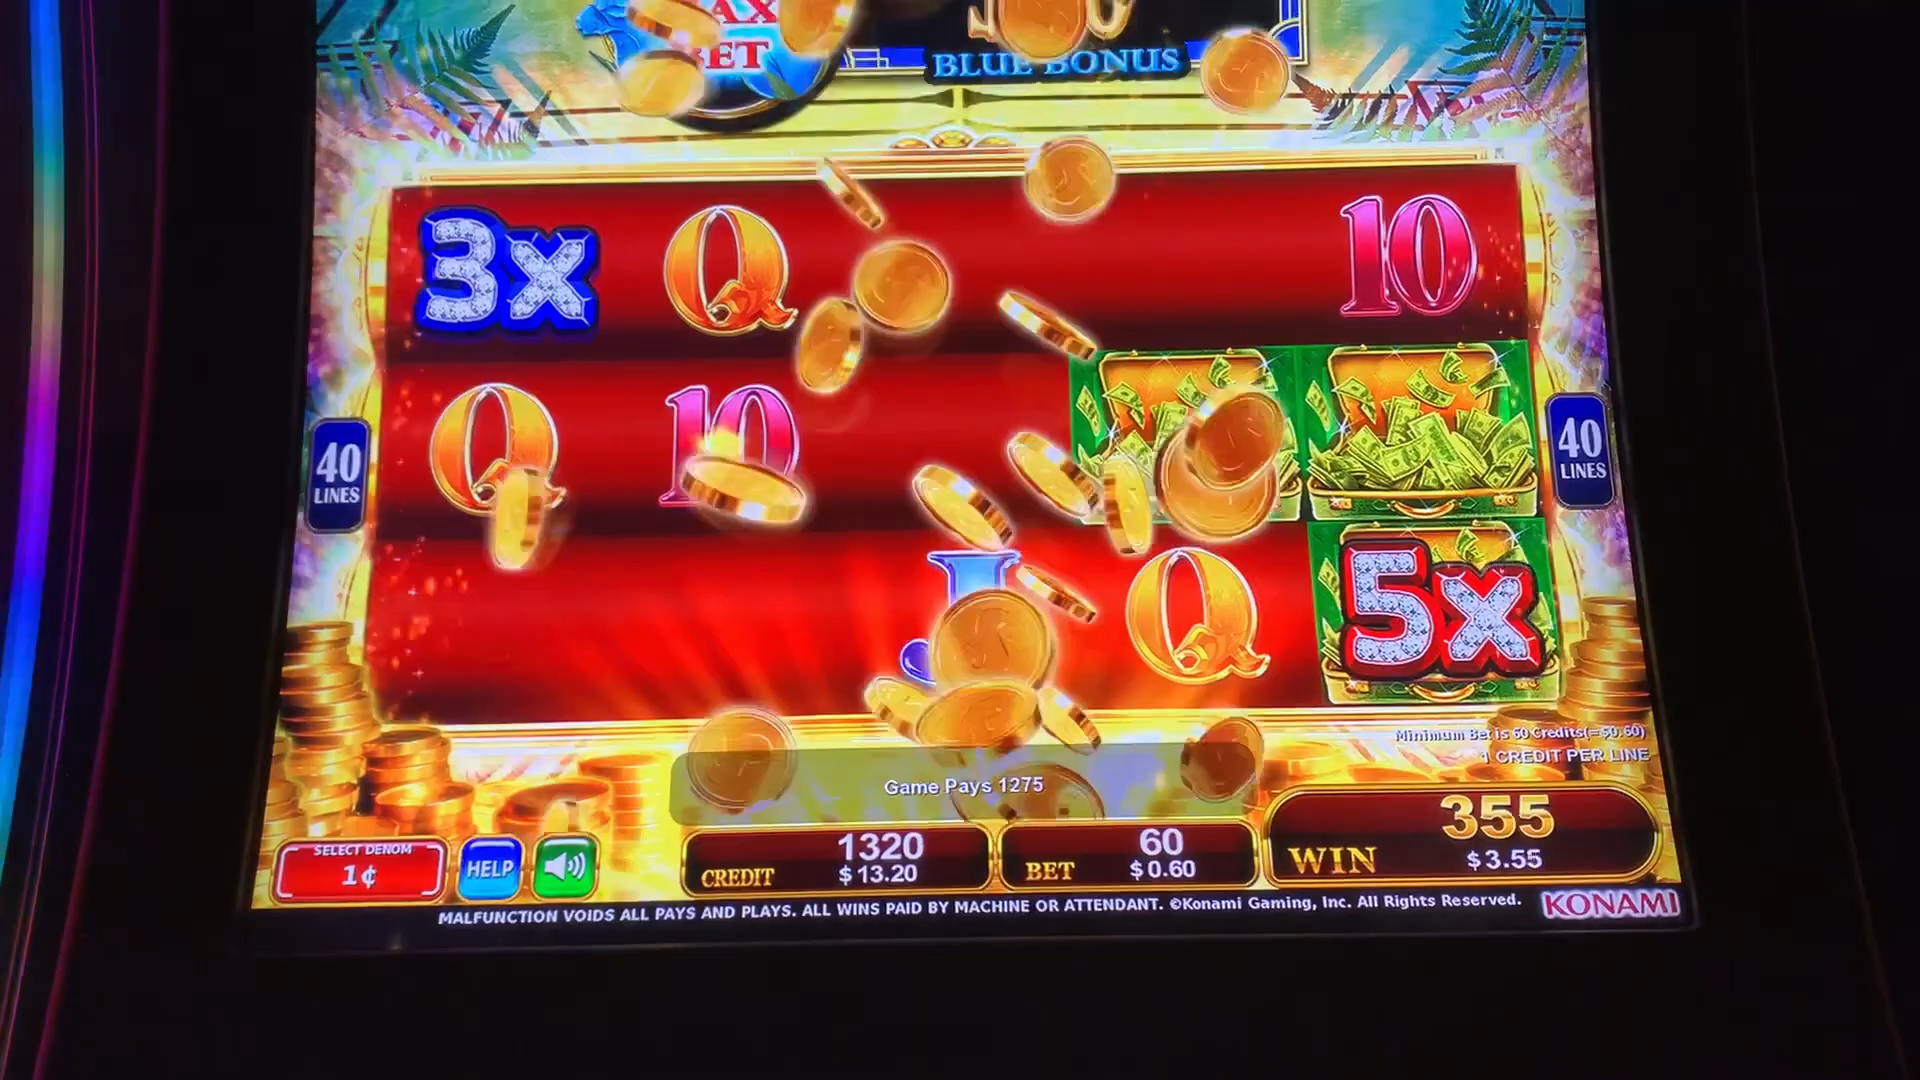 BET
BLUE BONUS
3x
Q
10
Q
10
40
LINES
40
LINES
J
Q
5x
Minimum Bet is 60 Credits(=$0.60)
1 CREDIT PER LINE
Game Pays 1275
SELECT DENOM
1¢
HELP
CREDIT
1320
$13.20
BET
60
$0.60
WIN
355
$3.55
MALFUNCTION VOIDS ALL PAYS AND PLAYS. ALL WINS PAID BY MACHINE OR ATTENDANT. ©Konami Gaming, Inc. All Rights Reserved.
KONAMI